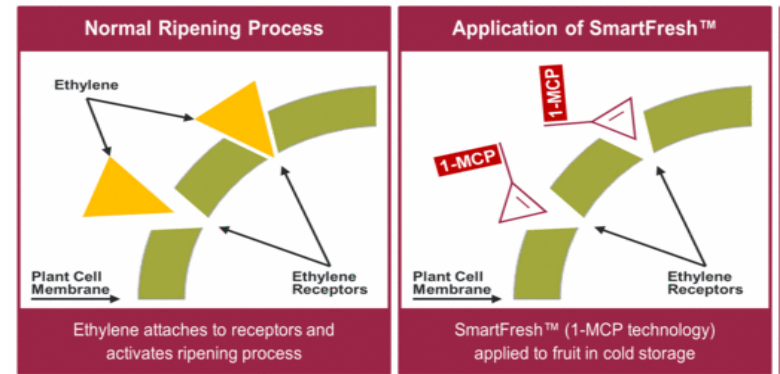 Normal Ripening Process
Ethylene
Plant Cell
Membrane
Ethylene
Receptors
Ethylene attaches to receptors and
activates ripening process
Application of SmartFresh™
1-MCP
1-MCP
Plant Cell
Membrane
Ethylene
Receptors
SmartFresh™ (1-MCP technology)
applied to fruit in cold storage